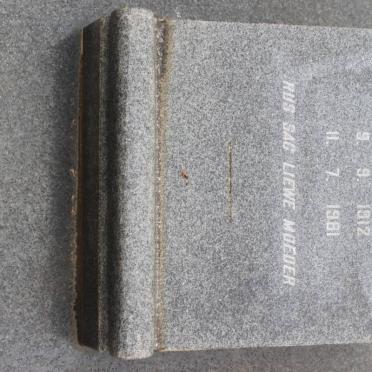 9. 9. 1912
11. 7. 1981
RUS SAG LIEWE MOEDER